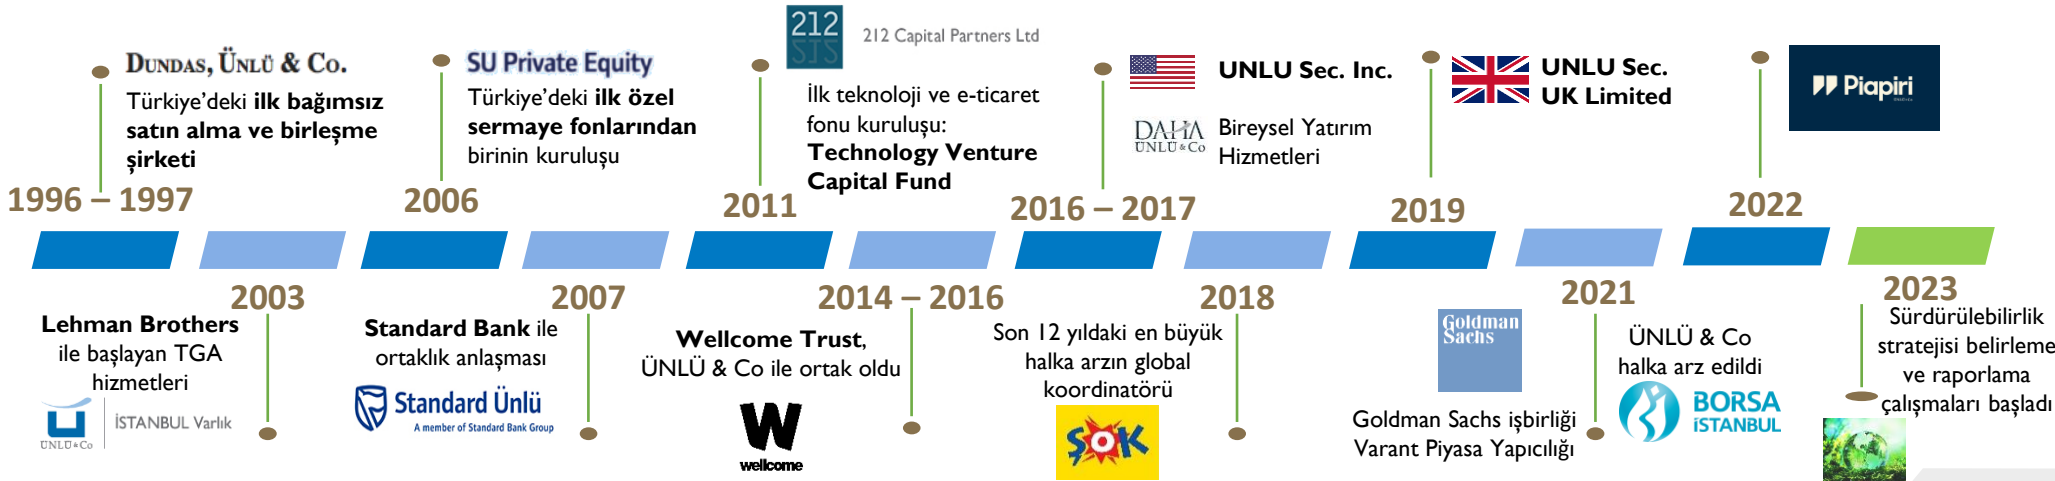 DUNDAS, ÜNLÜ & CO.
Türkiye'deki ilk bağımsız
satın alma ve birleşme
şirketi
1996 – 1997
SU Private Equity
Türkiye'deki ilk özel
sermaye fonlarından
birinin kuruluşu
2006
212
212 Capital Partners Ltd
İlk teknoloji ve e-ticaret
fonu kuruluşu:
Technology Venture
Capital Fund
2011
UNLU Sec. Inc.
DAHA
ÜNLÜ & Co
Bireysel Yatırım
Hizmetleri
2016 – 2017
UNLU Sec.
UK Limited
2019
Piapiri
2022
2003
Lehman Brothers
ile başlayan TGA
hizmetleri
ÜNLÜ & Co
İSTANBUL Varlık
2007
Standard Bank ile
ortaklık anlaşması
Standard Ünlü
A member of Standard Bank Group
2014 – 2016
Wellcome Trust,
ÜNLÜ & Co ile ortak oldu
W
wellcome
2018
Son 12 yıldaki en büyük
halka arzın global
koordinatörü
ŞOK
2021
Goldman
Sachs
Goldman Sachs işbirliği
Varant Piyasa Yapıcılığı
ÜNLÜ & Co
halka arz edildi
BORSA
İSTANBUL
2023
Sürdürülebilirlik
stratejisi belirleme
ve raporlama
çalışmaları başladı